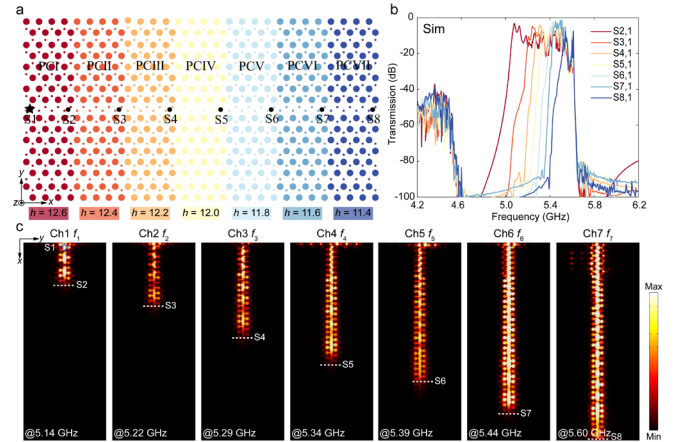 a
PCI PCII PCIII PCIV PCV PCVI PCVII
S1 S2 S3 S4 S5 S6 S7 S8
y
z x
h = 12.6 h = 12.4 h = 12.2 h = 12.0 h = 11.8 h = 11.6 h = 11.4
b
Sim
Transmission (dB)
0
-20
-40
-60
-80
-100
4.2 4.6 5.0 5.4 5.8 6.2
Frequency (GHz)
S2,1
S3,1
S4,1
S5,1
S6,1
S7,1
S8,1
c
y
x
Ch1 f1 Ch2 f2 Ch3 f3 Ch4 f4 Ch5 f5 Ch6 f6 Ch7 f7
S1
S2
S3
S4
S5
S6
S7
S8
@5.14 GHz @5.22 GHz @5.29 GHz @5.34 GHz @5.39 GHz @5.44 GHz @5.60 GHz
Max
Min